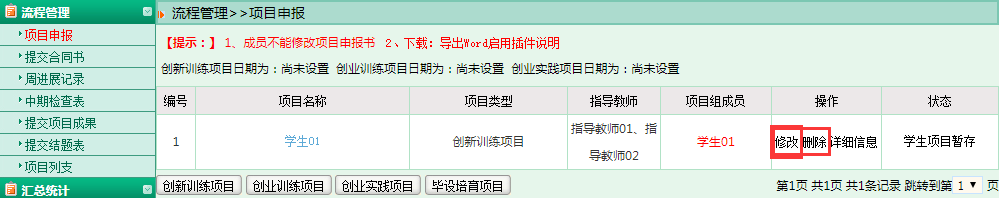 流程管理
项目申报
提交合同书
周进展记录
中期检查表
提交项目成果
提交结题表
项目列支
汇总统计
流程管理>>项目申报
【提示：】 1、成员不能修改项目申报书 2、下载：导出Word启用插件说明
创新训练项目日期为：尚未设置 创业训练项目日期为：尚未设置 创业实践项目日期为：尚未设置
编号 项目名称 项目类型 指导教师 项目组成员 操作 状态
1 学生01 创新训练项目 指导教师01、指导教师02 学生01 修改 删除 详细信息 学生项目暂存
创新训练项目 创业训练项目 创业实践项目 毕设培育项目
第1页 共1页 共1条记录 跳转到第 1 页